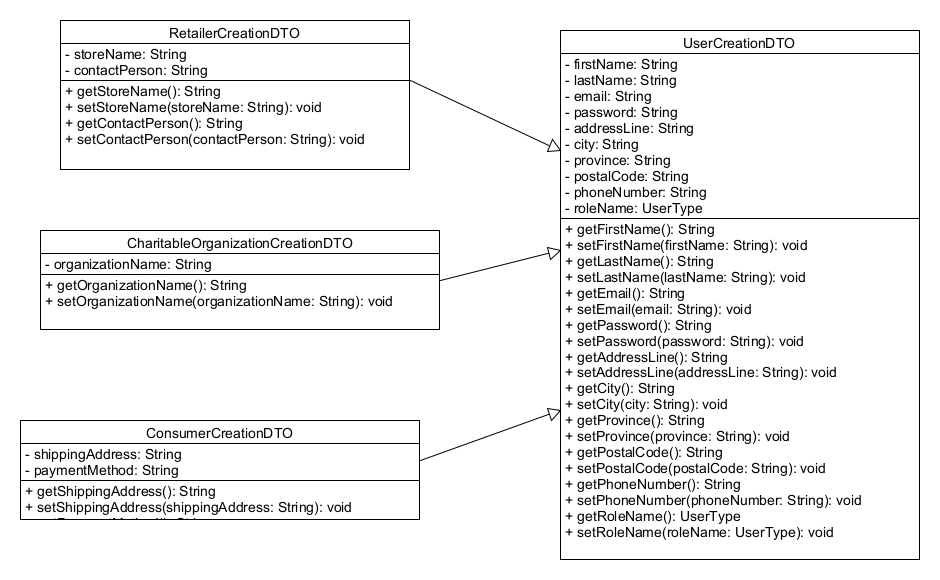 RetailerCreationDTO
- storeName: String
- contactPerson: String
+ getStoreName(): String
+ setStoreName(storeName: String): void
+ getContactPerson(): String
+ setContactPerson(contactPerson: String): void
CharitableOrganizationCreationDTO
- organizationName: String
+ getOrganizationName(): String
+ setOrganizationName(organizationName: String): void
ConsumerCreationDTO
- shippingAddress: String
- paymentMethod: String
+ getShippingAddress(): String
+ setShippingAddress(shippingAddress: String): void
UserCreationDTO
- firstName: String
- lastName: String
- email: String
- password: String
- addressLine: String
- city: String
- province: String
- postalCode: String
- phoneNumber: String
- roleName: UserType
+ getFirstName(): String
+ setFirstName(firstName: String): void
+ getLastName(): String
+ setLastName(lastName: String): void
+ getEmail(): String
+ setEmail(email: String): void
+ getPassword(): String
+ setPassword(password: String): void
+ getAddressLine(): String
+ setAddressLine(addressLine: String): void
+ getCity(): String
+ setCity(city: String): void
+ getProvince(): String
+ setProvince(province: String): void
+ getPostalCode(): String
+ setPostalCode(postalCode: String): void
+ getPhoneNumber(): String
+ setPhoneNumber(phoneNumber: String): void
+ getRoleName(): UserType
+ setRoleName(roleName: UserType): void